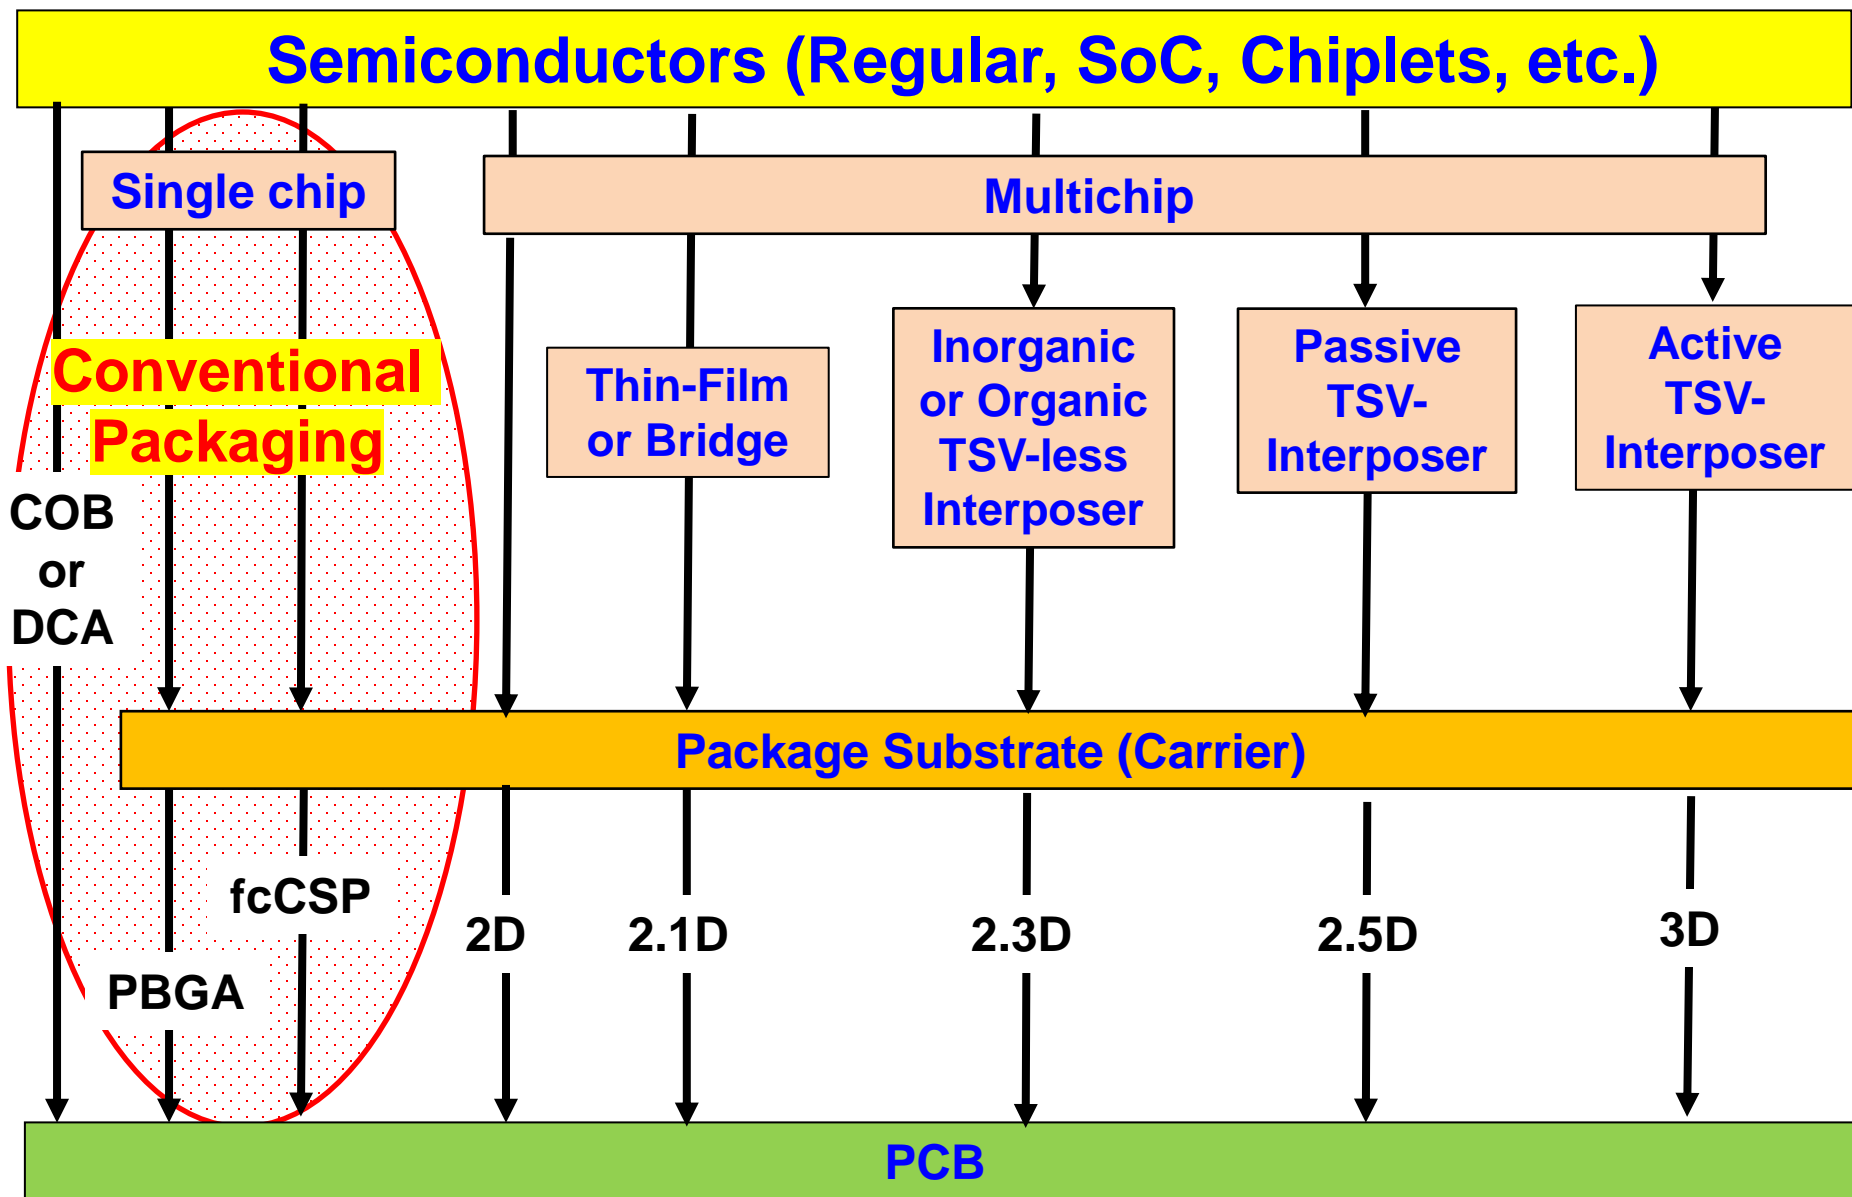 Semiconductors (Regular, SoC, Chiplets, etc.)
Single chip
Multichip
Conventional
Packaging
COB
or
DCA
Thin-Film
or Bridge
Inorganic
or Organic
TSV-less
Interposer
Passive
TSV-
Interposer
Active
TSV-
Interposer
Package Substrate (Carrier)
fcCSP
PBGA
2D
2.1D
2.3D
2.5D
3D
PCB